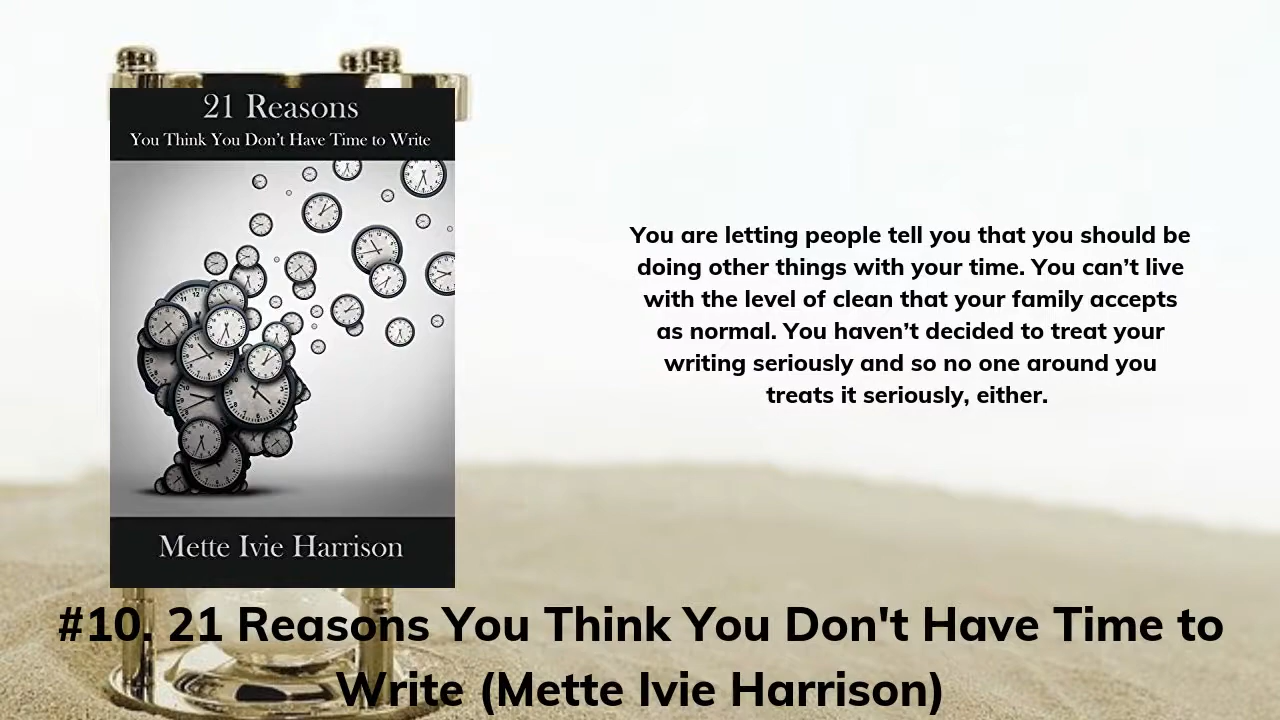 21 Reasons
You Think You Don't Have Time to Write
Mette Ivie Harrison
You are letting people tell you that you should be
doing other things with your time. You can’t live
with the level of clean that your family accepts
as normal. You haven’t decided to treat your
writing seriously and so no one around you
treats it seriously, either.
#10. 21 Reasons You Think You Don't Have Time to
Write (Mette Ivie Harrison)